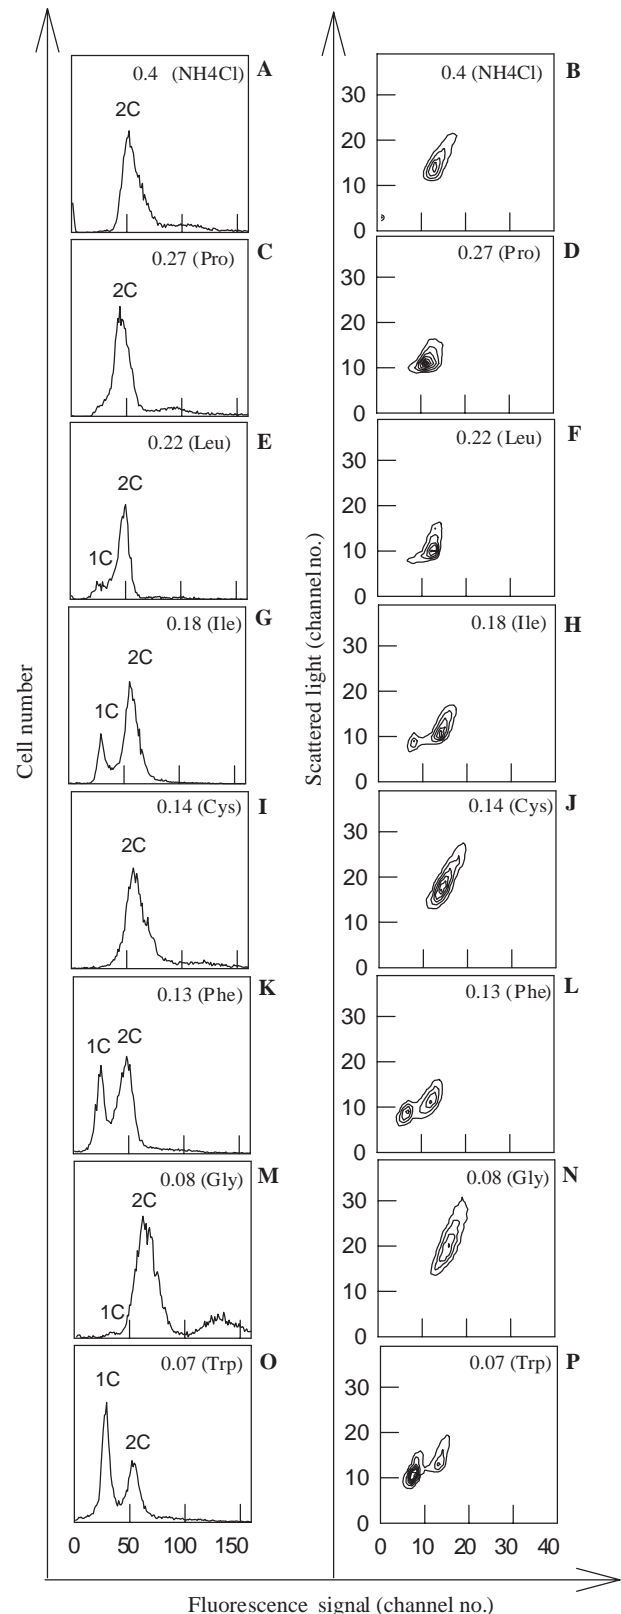 0.4 (NH4Cl) A
2C
0.4 (NH4Cl) B
30
20
10
0
0.27 (Pro) C
2C
0.27 (Pro) D
30
20
10
0
0.22 (Leu) E
2C
1C
0.22 (Leu) F
30
20
10
0
0.18 (Ile) G
2C
1C
0.18 (Ile) H
30
20
10
0
Cell number
Scattered light (channel no.)
0.14 (Cys) I
2C
0.14 (Cys) J
30
20
10
0
0.13 (Phe) K
1C 2C
0.13 (Phe) L
30
20
10
0
0.08 (Gly) M
2C
1C
0.08 (Gly) N
30
20
10
0
0.07 (Trp) O
1C
2C
0.07 (Trp) P
30
20
10
0 50 100 150
0 10 20 30 40
Fluorescence signal (channel no.)